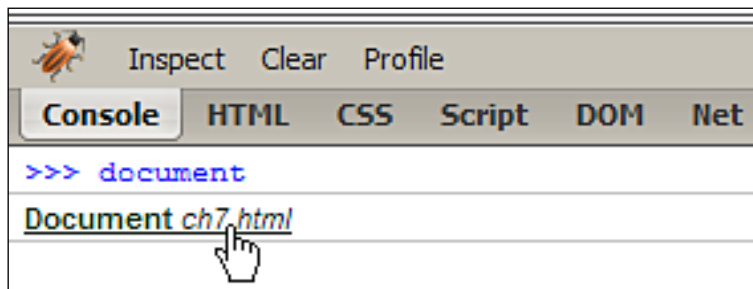 Inspect Clear Profile
Console HTML CSS Script DOM Net
>>> document
Document ch7.html